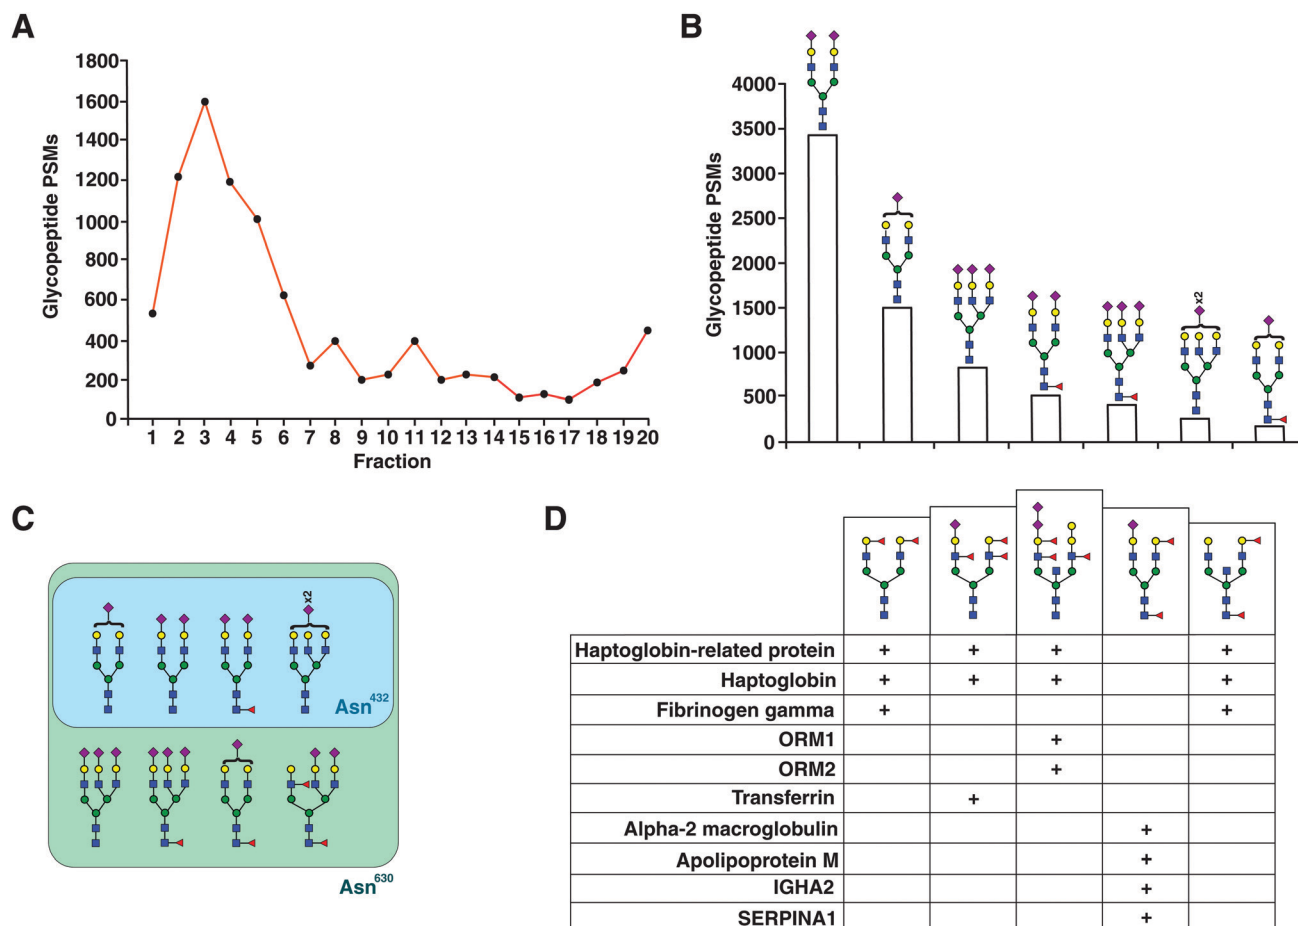 A
Glycopeptide PSMs
1800
1600
1400
1200
1000
800
600
400
200
0
1 2 3 4 5 6 7 8 9 10 11 12 13 14 15 16 17 18 19 20
Fraction
B
Glycopeptide PSMs
4000
3500
3000
2500
2000
1500
1000
500
0
x2
C
x2
Asn432
Asn630
D
Haptoglobin-related protein + + + +
Haptoglobin + + + +
Fibrinogen gamma + +
ORM1 +
ORM2 +
Transferrin +
Alpha-2 macroglobulin +
Apolipoprotein M +
IGHA2 +
SERPINA1 +